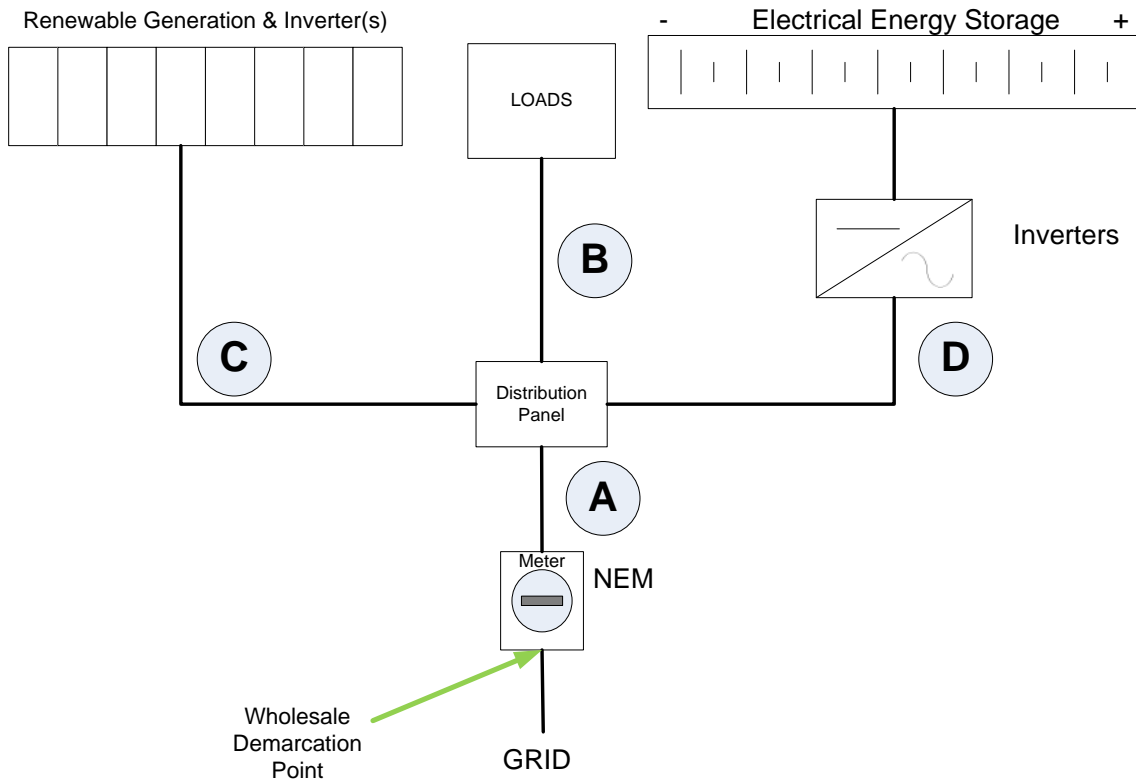 Renewable Generation & Inverter(s)
- Electrical Energy Storage +
LOADS
Inverters
B
C
D
Distribution
Panel
A
Meter
NEM
Wholesale
Demarcation
Point
GRID